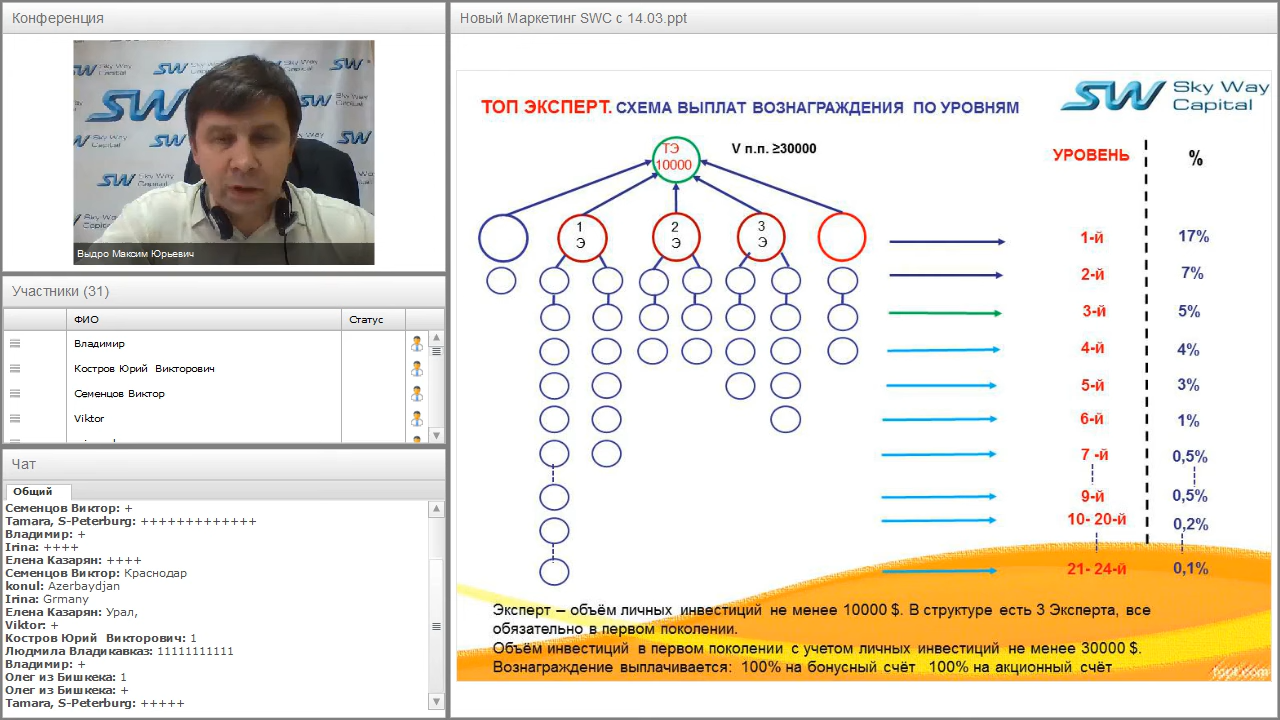 Конференция
SW
Sky Way
Capital
Выдро Максим Юрьевич
Участники (31)
ФИО
Статус
Владимир
Костров Юрий Викторович
Семенцов Виктор
Viktor
Чат
Общий
Семенцов Виктор: +
Tamara, S-Peterburg: +++++++++++++
Владимир: +
Irina: ++++
Елена Казарян: ++++
Семенцов Виктор: Краснодар
konul: Azerbaydjan
Irina: Grmany
Елена Казарян: Урал,
Viktor: +
Костров Юрий Викторович: 1
Людмила Владикавказ: 11111111111
Владимир: +
Олег из Бишкека: 1
Олег из Бишкека: +
Tamara, S-Peterburg: +++++
Новый Маркетинг SWC с 14.03.ppt
ТОП ЭКСПЕРТ. СХЕМА ВЫПЛАТ ВОЗНАГРАЖДЕНИЯ ПО УРОВНЯМ
SW Sky Way
Capital
ТЭ
10000
V п.п. ≥30000
УРОВЕНЬ %
1
Э
2
Э
3
Э
1-й 17%
2-й 7%
3-й 5%
4-й 4%
5-й 3%
6-й 1%
7 -й 0,5%
9-й 0,5%
10- 20-й 0,2%
21- 24-й 0,1%
Эксперт – объём личных инвестиций не менее 10000 $. В структуре есть 3 Эксперта, все
обязательно в первом поколении.
Объём инвестиций в первом поколении с учетом личных инвестиций не менее 30000 $.
Вознаграждение выплачивается: 100% на бонусный счёт 100% на акционный счёт